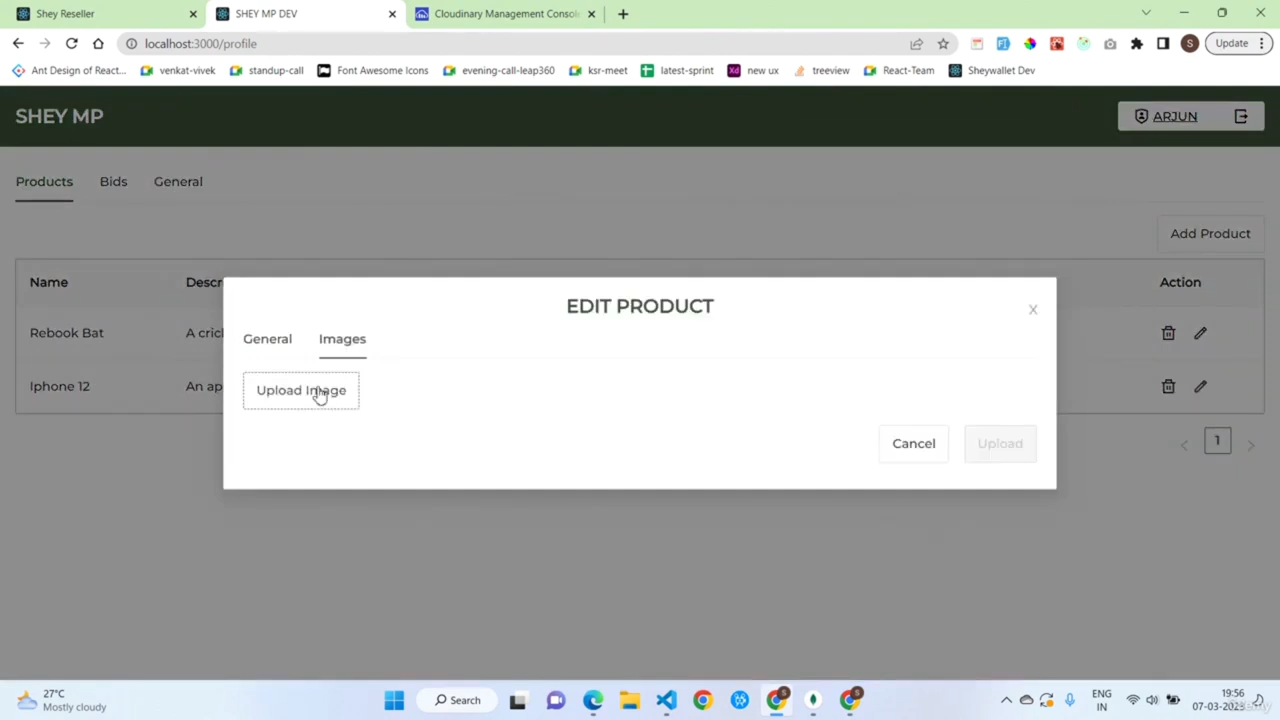 Shey Reseller
SHEY MP DEV
Cloudinary Management Console
localhost:3000/profile
S
Update
Ant Design of React...
venkat-vivek
standup-call
Font Awesome Icons
evening-call-leap360
ksr-meet
latest-sprint
Xd
new ux
treeview
React-Team
Sheywallet Dev
SHEY MP
ARJUN
Products
Bids
General
Add Product
Name
Descr
Action
Rebook Bat
A cric
Iphone 12
An ap
1
EDIT PRODUCT
X
General
Images
Upload Image
Cancel
Upload
27°C
Mostly cloudy
Search
ENG
IN
19:56
07-03-2023